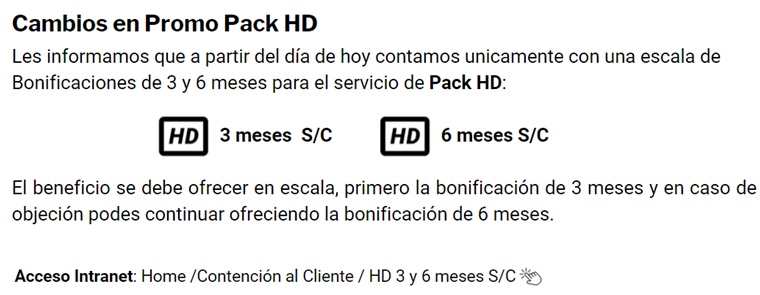 Cambios en Promo Pack HD
Les informamos que a partir del día de hoy contamos unicamente con una escala de
Bonificaciones de 3 y 6 meses para el servicio de Pack HD:
HD 3 meses S/C HD 6 meses S/C
El beneficio se debe ofrecer en escala, primero la bonificación de 3 meses y en caso de
objeción podes continuar ofreciendo la bonificación de 6 meses.
Acceso Intranet: Home /Contención al Cliente / HD 3 y 6 meses S/C